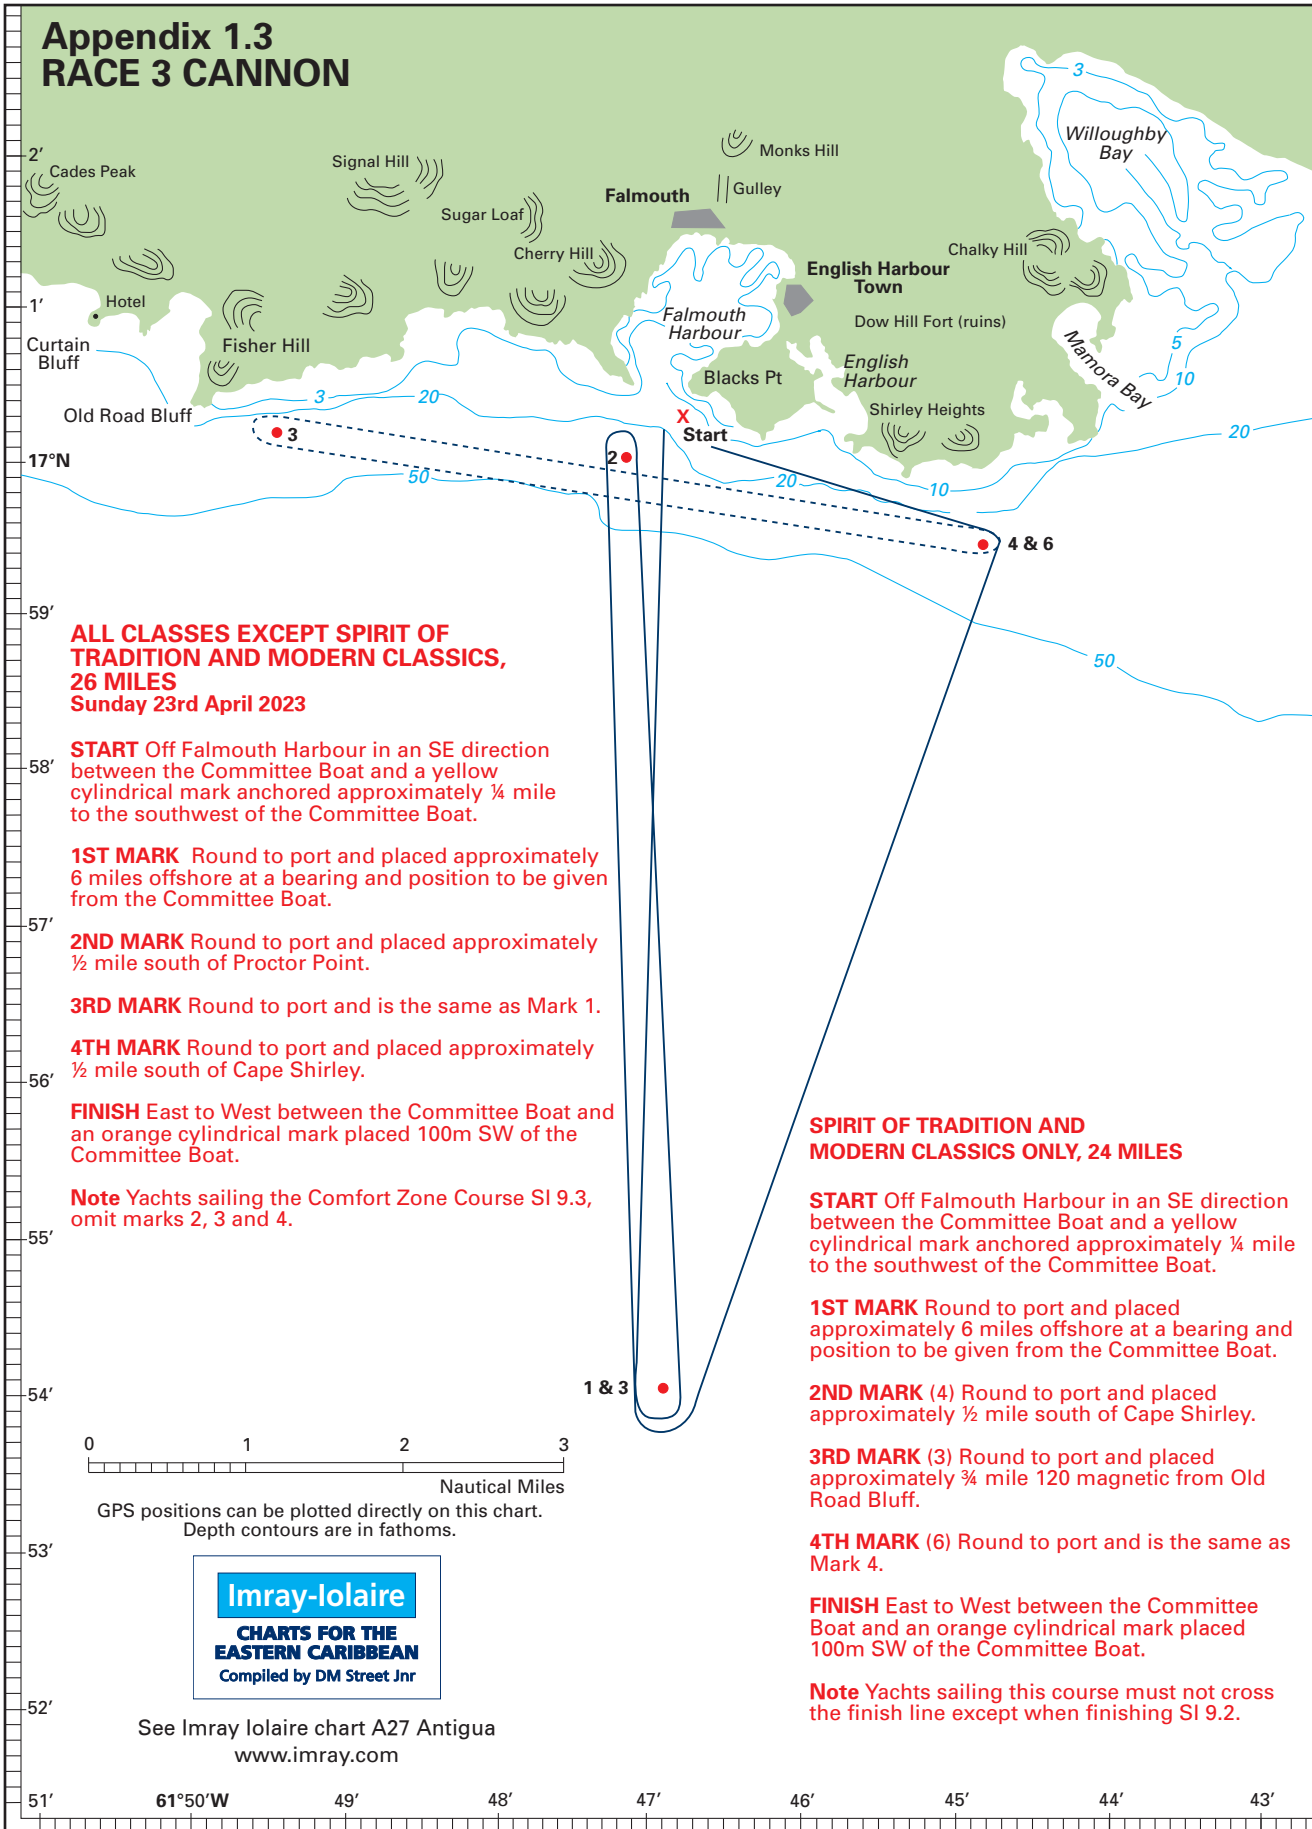 Appendix 1.3
RACE 3 CANNON
3
Willoughby
Bay
Monks Hill
2′
Signal Hill
Cades Peak
Gulley
Falmouth
Sugar Loaf
Cherry Hill
Chalky Hill
English Harbour
Town
Hotel
1′
Falmouth
Harbour
Dow Hill Fort (ruins)
Curtain
Bluff
Fisher Hill
Mamora Bay
5
10
English
Harbour
Blacks Pt
3
20
Old Road Bluff
Shirley Heights
X
Start
3
20
2
17°N
50
20
10
4 & 6
59′
50
ALL CLASSES EXCEPT SPIRIT OF
TRADITION AND MODERN CLASSICS,
26 MILES
Sunday 23rd April 2023
START Off Falmouth Harbour in an SE direction
between the Committee Boat and a yellow
cylindrical mark anchored approximately ¼ mile
to the southwest of the Committee Boat.
58′
1ST MARK Round to port and placed approximately
6 miles offshore at a bearing and position to be given
from the Committee Boat.
57′
2ND MARK Round to port and placed approximately
½ mile south of Proctor Point.
3RD MARK Round to port and is the same as Mark 1.
4TH MARK Round to port and placed approximately
½ mile south of Cape Shirley.
56′
FINISH East to West between the Committee Boat and
an orange cylindrical mark placed 100m SW of the
Committee Boat.
Note Yachts sailing the Comfort Zone Course SI 9.3,
omit marks 2, 3 and 4.
55′
SPIRIT OF TRADITION AND
MODERN CLASSICS ONLY, 24 MILES
START Off Falmouth Harbour in an SE direction
between the Committee Boat and a yellow
cylindrical mark anchored approximately ¼ mile
to the southwest of the Committee Boat.
1ST MARK Round to port and placed
approximately 6 miles offshore at a bearing and
position to be given from the Committee Boat.
2ND MARK (4) Round to port and placed
approximately ½ mile south of Cape Shirley.
3RD MARK (3) Round to port and placed
approximately ¾ mile 120 magnetic from Old
Road Bluff.
4TH MARK (6) Round to port and is the same as
Mark 4.
FINISH East to West between the Committee
Boat and an orange cylindrical mark placed
100m SW of the Committee Boat.
Note Yachts sailing this course must not cross
the finish line except when finishing SI 9.2.
1 & 3
54′
0 1 2 3
Nautical Miles
GPS positions can be plotted directly on this chart.
Depth contours are in fathoms.
53′
Imray-Iolaire
CHARTS FOR THE
EASTERN CARIBBEAN
Compiled by DM Street Jnr
52′
See Imray Iolaire chart A27 Antigua
www.imray.com
51′ 61°50′W 49′ 48′ 47′ 46′ 45′ 44′ 43′